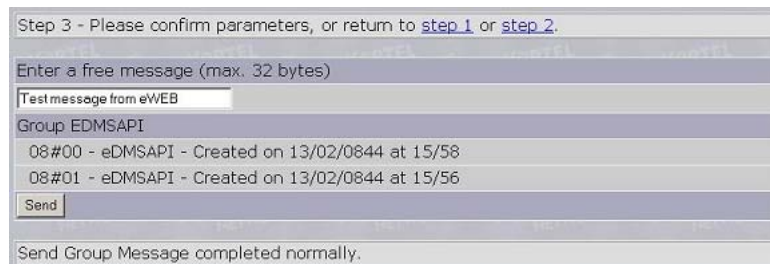 Step 3 - Please confirm parameters, or return to step 1 or step 2.
Enter a free message (max. 32 bytes)
Test message from eWEB
Group EDMSAPI
08#00 - eDMSAPI - Created on 13/02/0844 at 15/58
08#01 - eDMSAPI - Created on 13/02/0844 at 15/56
Send
Send Group Message completed normally.